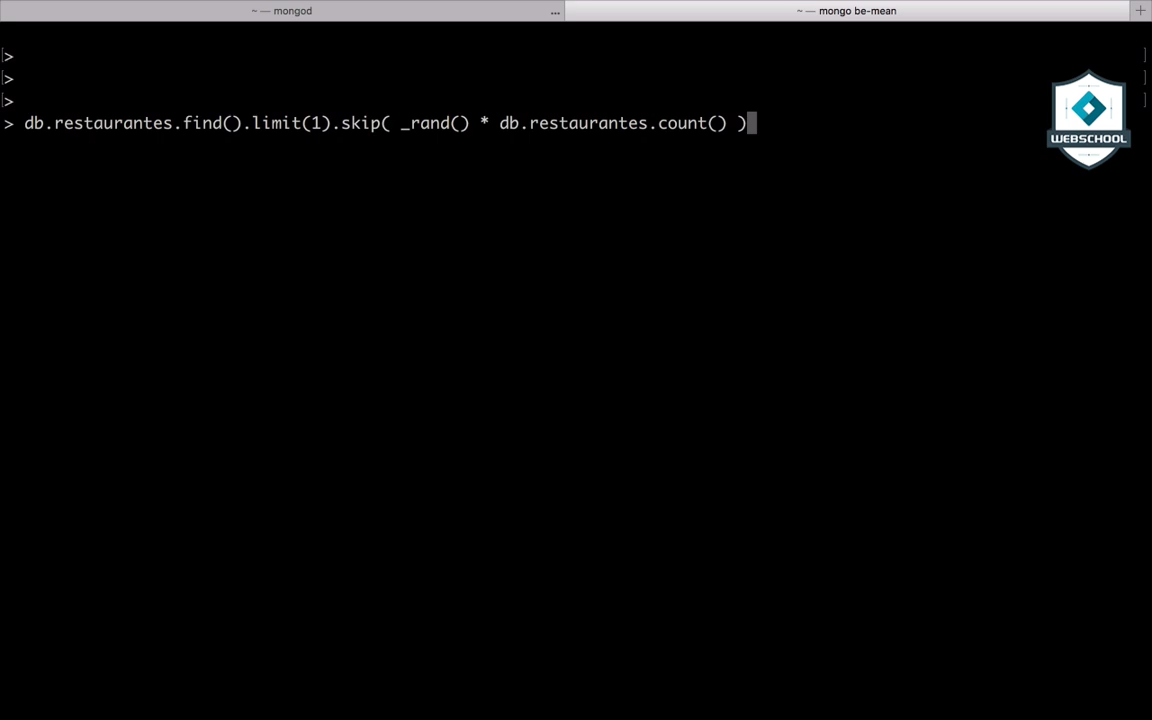 ~ — mongod
...
~ — mongo be-mean
+
[> ]
[> ]
[> ]
> db.restaurantes.find().limit(1).skip( _rand() * db.restaurantes.count() )
WEBSCHOOL